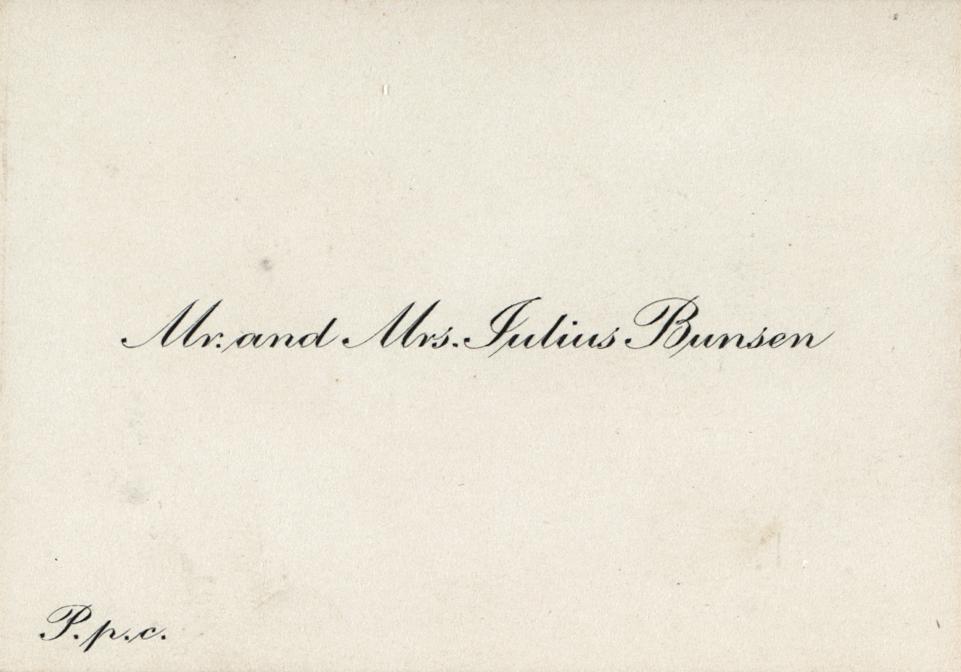 Mr. and Mrs. Julius Bunsen
P.p.c.